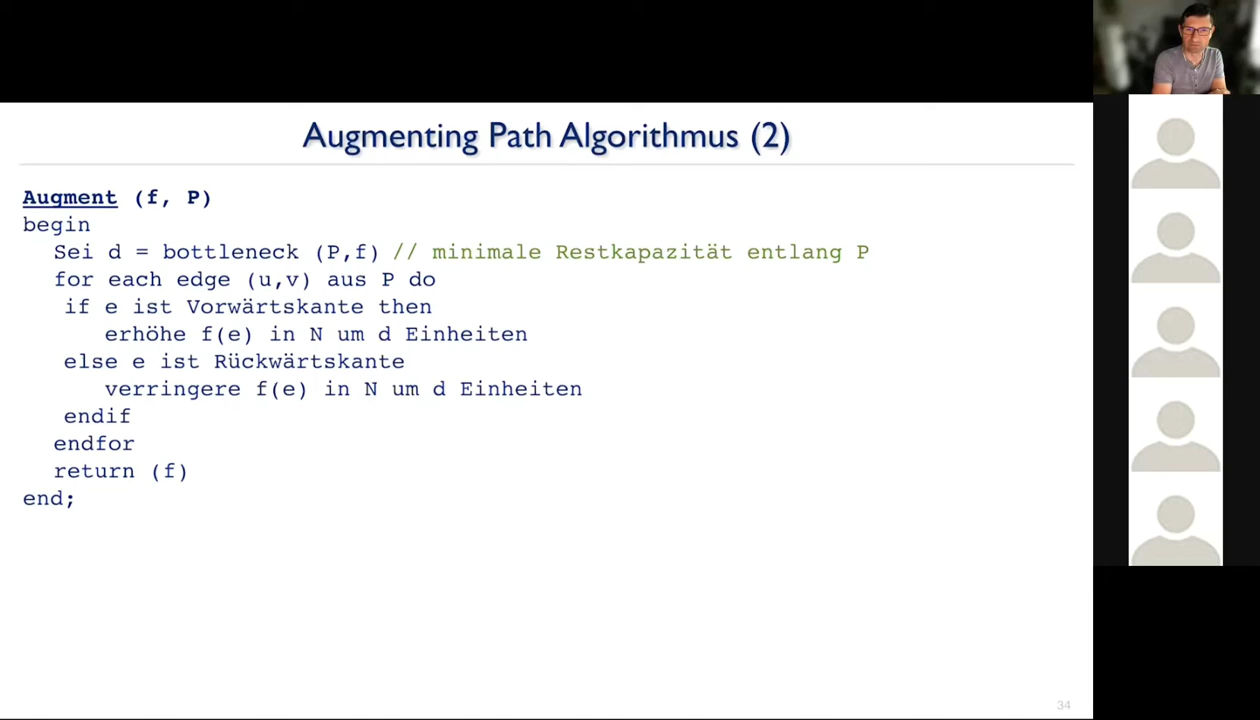 Augmenting Path Algorithmus (2)
Augment (f, P)
begin
Sei d = bottleneck (P,f) // minimale Restkapazität entlang P
for each edge (u,v) aus P do
if e ist Vorwärtskante then
erhöhe f(e) in N um d Einheiten
else e ist Rückwärtskante
verringere f(e) in N um d Einheiten
endif
endfor
return (f)
end;
34